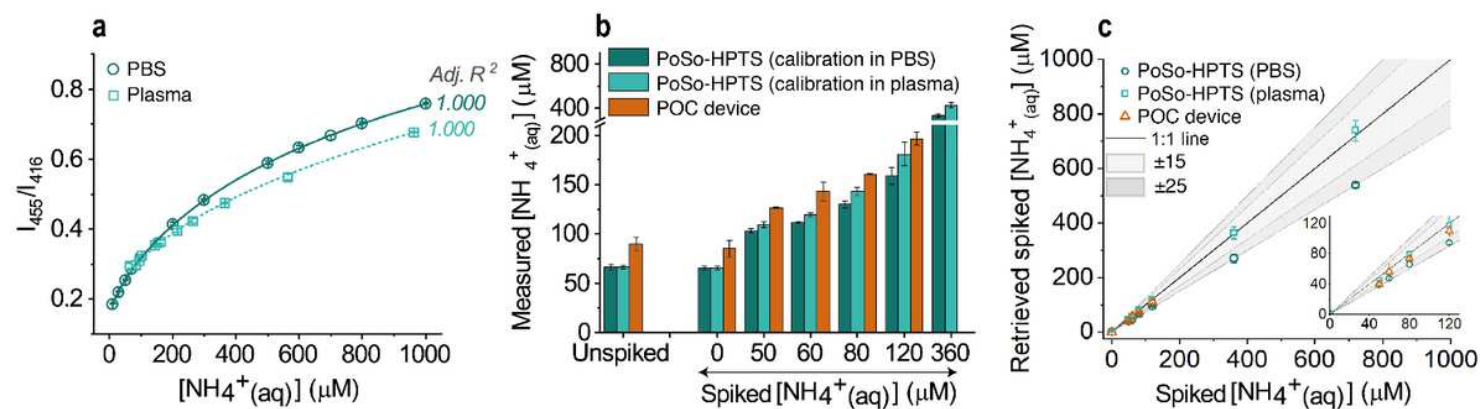 a
PBS
Plasma
Adj. R²
1.000
1.000
0.8
0.6
0.4
0.2
I₄₅₅/I₄₁₆
0 200 400 600 800 1000
[NH₄⁺(aq)] (μM)
b
PoSo-HPTS (calibration in PBS)
PoSo-HPTS (calibration in plasma)
POC device
Measured [NH₄⁺(aq)] (μM)
800
600
400
200
150
100
50
0
Unspiked 0 50 60 80 120 360
Spiked [NH₄⁺(aq)] (μM)
c
PoSo-HPTS (PBS)
PoSo-HPTS (plasma)
POC device
1:1 line
±15
±25
Retrieved spiked [NH₄⁺(aq)] (μM)
1000
800
600
400
200
0
120
80
40
0
0 40 80 120
0 200 400 600 800 1000
Spiked [NH₄⁺(aq)] (μM)